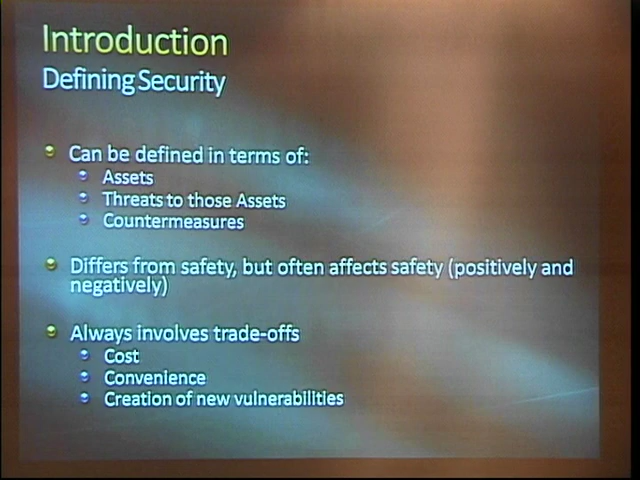 Introduction
Defining Security
Can be defined in terms of:
Assets
Threats to those Assets
Countermeasures
Differs from safety, but often affects safety (positively and
negatively)
Always involves trade-offs
Cost
Convenience
Creation of new vulnerabilities